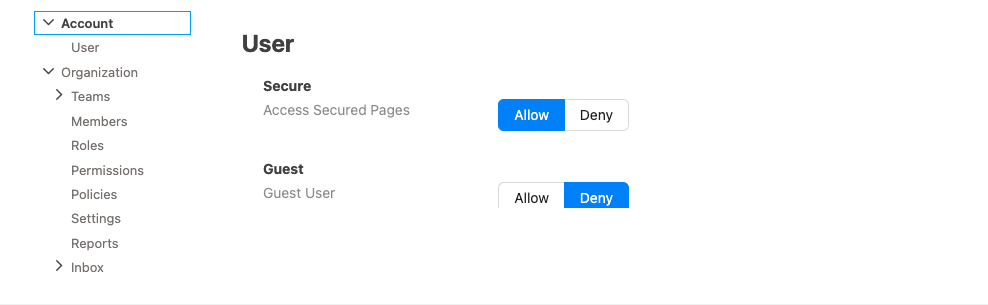 Account
User
Organization
Teams
Members
Roles
Permissions
Policies
Settings
Reports
Inbox
User
Secure
Access Secured Pages
Allow Deny
Guest
Guest User
Allow Deny